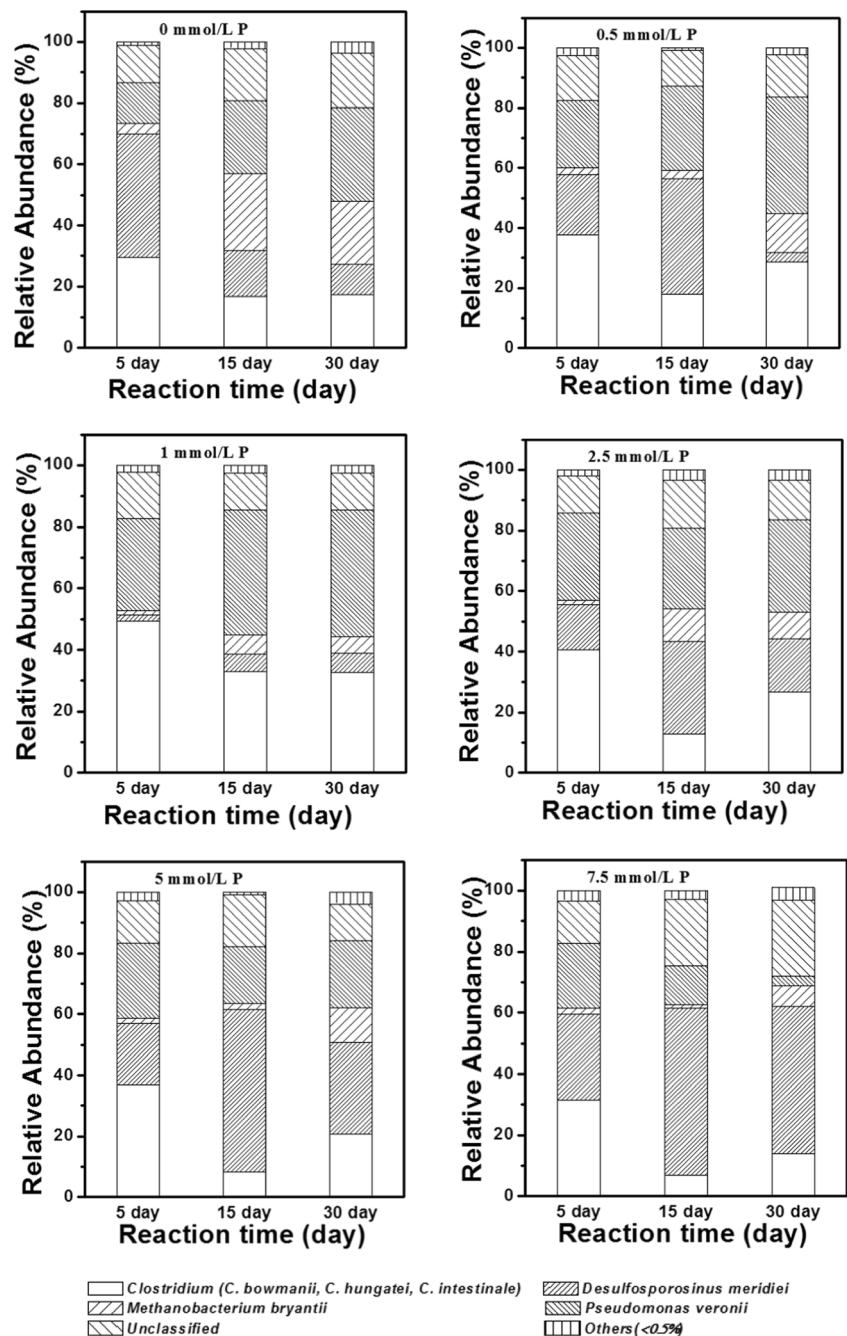 0 mmol/L P
Relative Abundance (%)
100
80
60
40
20
0
5 day 15 day 30 day
Reaction time (day)
0.5 mmol/L P
Relative Abundance (%)
100
80
60
40
20
0
5 day 15 day 30 day
Reaction time (day)
1 mmol/L P
Relative Abundance (%)
100
80
60
40
20
0
5 day 15 day 30 day
Reaction time (day)
2.5 mmol/L P
Relative Abundance (%)
100
80
60
40
20
0
5 day 15 day 30 day
Reaction time (day)
5 mmol/L P
Relative Abundance (%)
100
80
60
40
20
0
5 day 15 day 30 day
Reaction time (day)
7.5 mmol/L P
Relative Abundance (%)
100
80
60
40
20
0
5 day 15 day 30 day
Reaction time (day)
Clostridium (C. bowmanii, C. hungatei, C. intestinale) Desulfosporosinus meridiei
Methanobacterium bryantii Pseudomonas veronii
Unclassified Others(<0.5%)